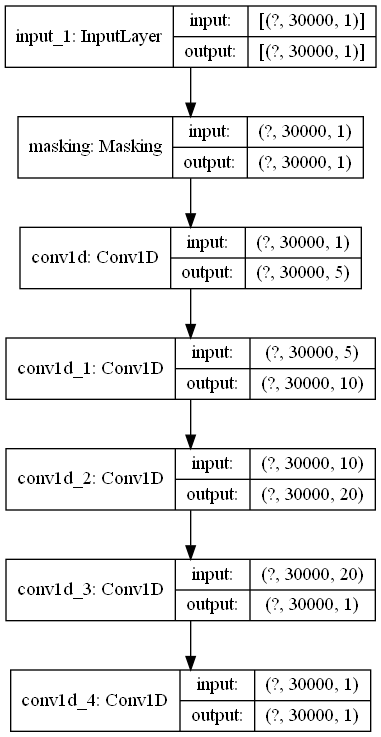 input_1: InputLayer
input:
[(?, 30000, 1)]
output:
[(?, 30000, 1)]
masking: Masking
input:
(?, 30000, 1)
output:
(?, 30000, 1)
conv1d: Conv1D
input:
(?, 30000, 1)
output:
(?, 30000, 5)
conv1d_1: Conv1D
input:
(?, 30000, 5)
output:
(?, 30000, 10)
conv1d_2: Conv1D
input:
(?, 30000, 10)
output:
(?, 30000, 20)
conv1d_3: Conv1D
input:
(?, 30000, 20)
output:
(?, 30000, 1)
conv1d_4: Conv1D
input:
(?, 30000, 1)
output:
(?, 30000, 1)